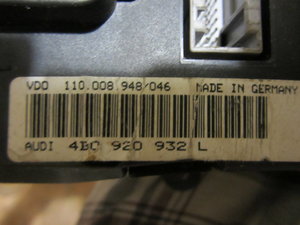 VDO 110.008.948/046 MADE IN GERMANY
AUDI 4B0 920 932 L